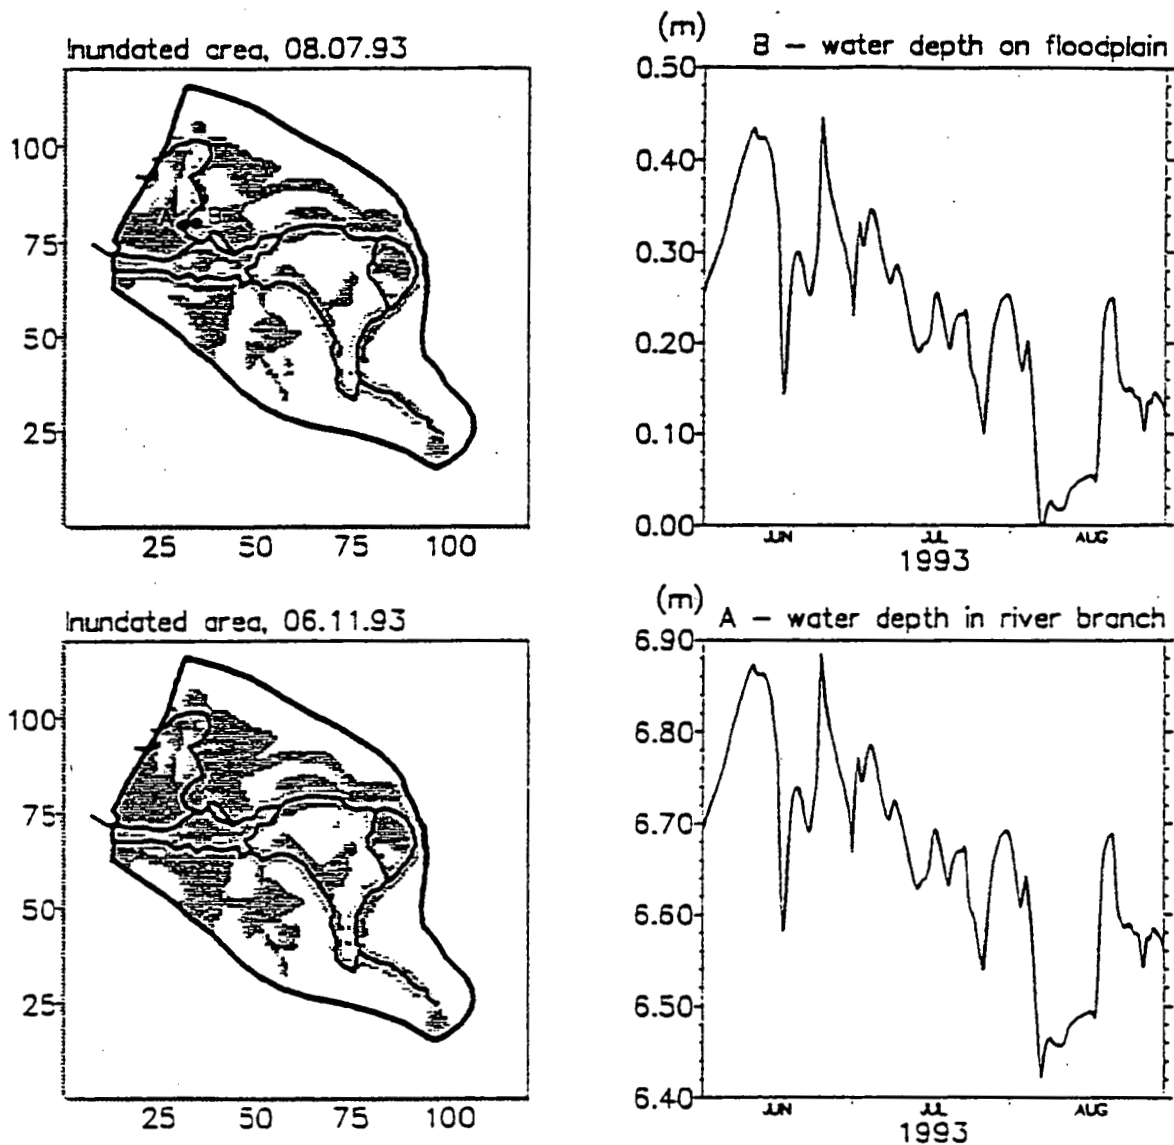 Inundated area, 08.07.93
100
75
50
25
A B
25 50 75 100
(m)
B - water depth on floodplain
0.50
0.40
0.30
0.20
0.10
0.00
JUN JUL AUG
1993
Inundated area, 06.11.93
100
75
50
25
25 50 75 100
(m)
A - water depth in river branch
6.90
6.80
6.70
6.60
6.50
6.40
JUN JUL AUG
1993